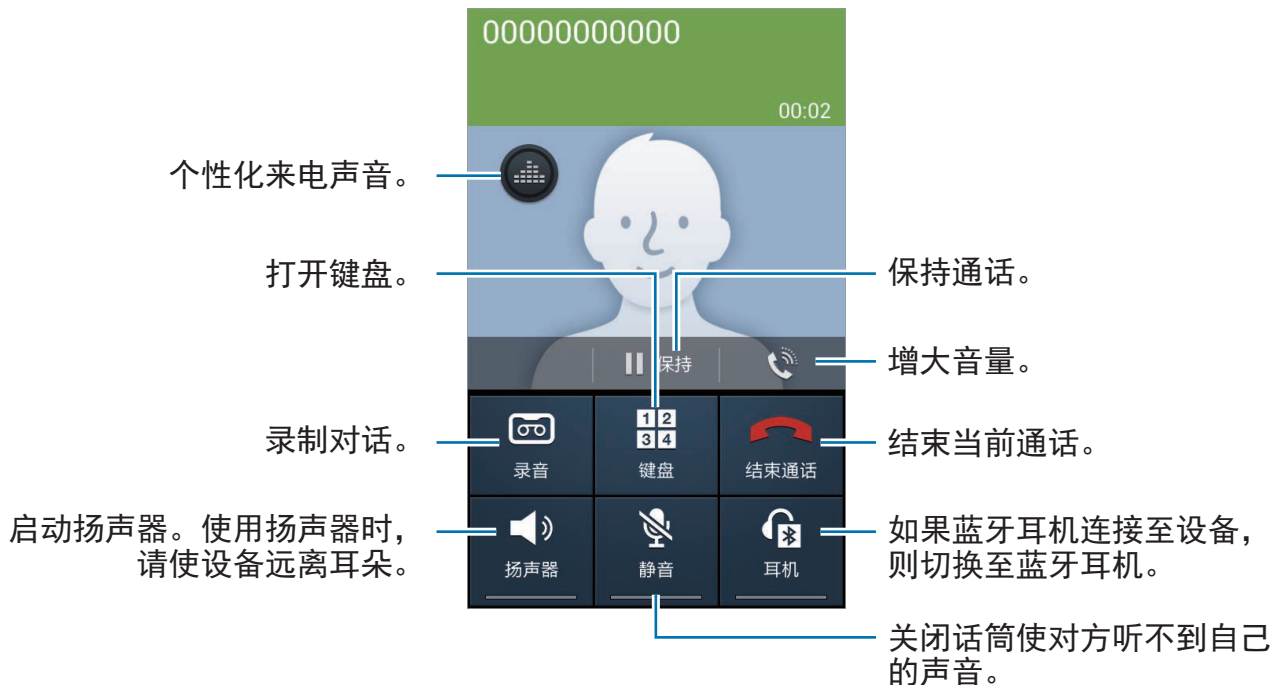 00000000000
00:02
个性化来电声音。
打开键盘。
保持通话。
保持
增大音量。
1 2
3 4
录制对话。
录音
键盘
结束通话
结束当前通话。
启动扬声器。使用扬声器时，
请使设备远离耳朵。
扬声器
静音
耳机
如果蓝牙耳机连接至设备，
则切换至蓝牙耳机。
关闭话筒使对方听不到自己
的声音。